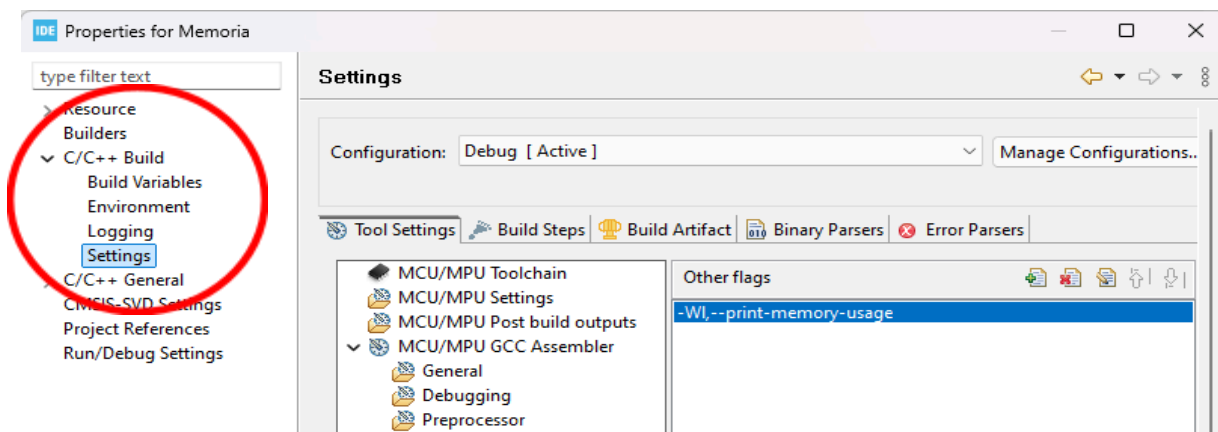 IDE Properties for Memoria
type filter text
Resource
Builders
C/C++ Build
Build Variables
Environment
Logging
Settings
C/C++ General
CMSIS-SVD Settings
Project References
Run/Debug Settings
Settings
Configuration: Debug [ Active ] Manage Configurations..
Tool Settings Build Steps Build Artifact 010 Binary Parsers Error Parsers
MCU/MPU Toolchain
MCU/MPU Settings
MCU/MPU Post build outputs
MCU/MPU GCC Assembler
General
Debugging
Preprocessor
Other flags
-Wl,--print-memory-usage